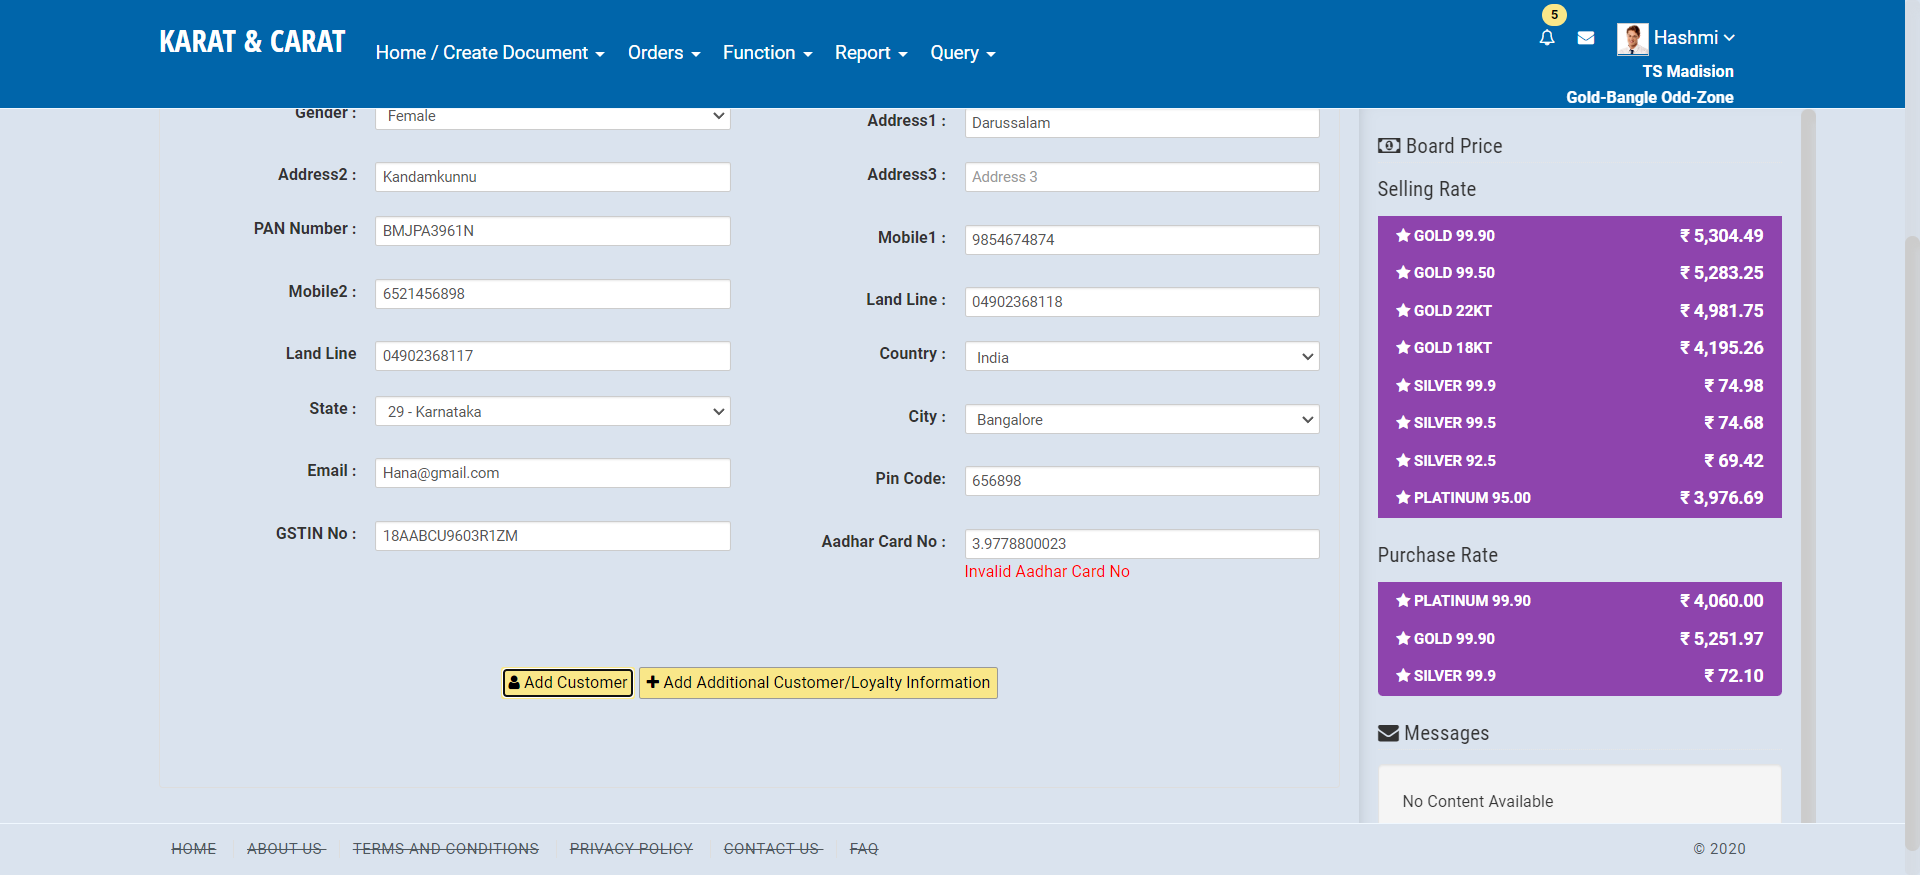 KARAT & CARAT
Home / Create Document
Orders
Function
Report
Query
5
Hashmi
TS Madision
Gold-Bangle Odd-Zone
Gender :
Female
Address1 :
Darussalam
Address2 :
Kandamkunnu
Address3 :
Address 3
PAN Number :
BMJPA3961N
Mobile1 :
9854674874
Mobile2 :
6521456898
Land Line :
04902368118
Land Line
04902368117
Country :
India
State :
29 - Karnataka
City :
Bangalore
Email :
Hana@gmail.com
Pin Code:
656898
GSTIN No :
18AABCU9603R1ZM
Aadhar Card No :
3.9778800023
Invalid Aadhar Card No
Add Customer
Add Additional Customer/Loyalty Information
Board Price
Selling Rate
GOLD 99.90 ₹ 5,304.49
GOLD 99.50 ₹ 5,283.25
GOLD 22KT ₹ 4,981.75
GOLD 18KT ₹ 4,195.26
SILVER 99.9 ₹ 74.98
SILVER 99.5 ₹ 74.68
SILVER 92.5 ₹ 69.42
PLATINUM 95.00 ₹ 3,976.69
Purchase Rate
PLATINUM 99.90 ₹ 4,060.00
GOLD 99.90 ₹ 5,251.97
SILVER 99.9 ₹ 72.10
Messages
No Content Available
HOME
ABOUT US
TERMS AND CONDITIONS
PRIVACY POLICY
CONTACT US
FAQ
© 2020